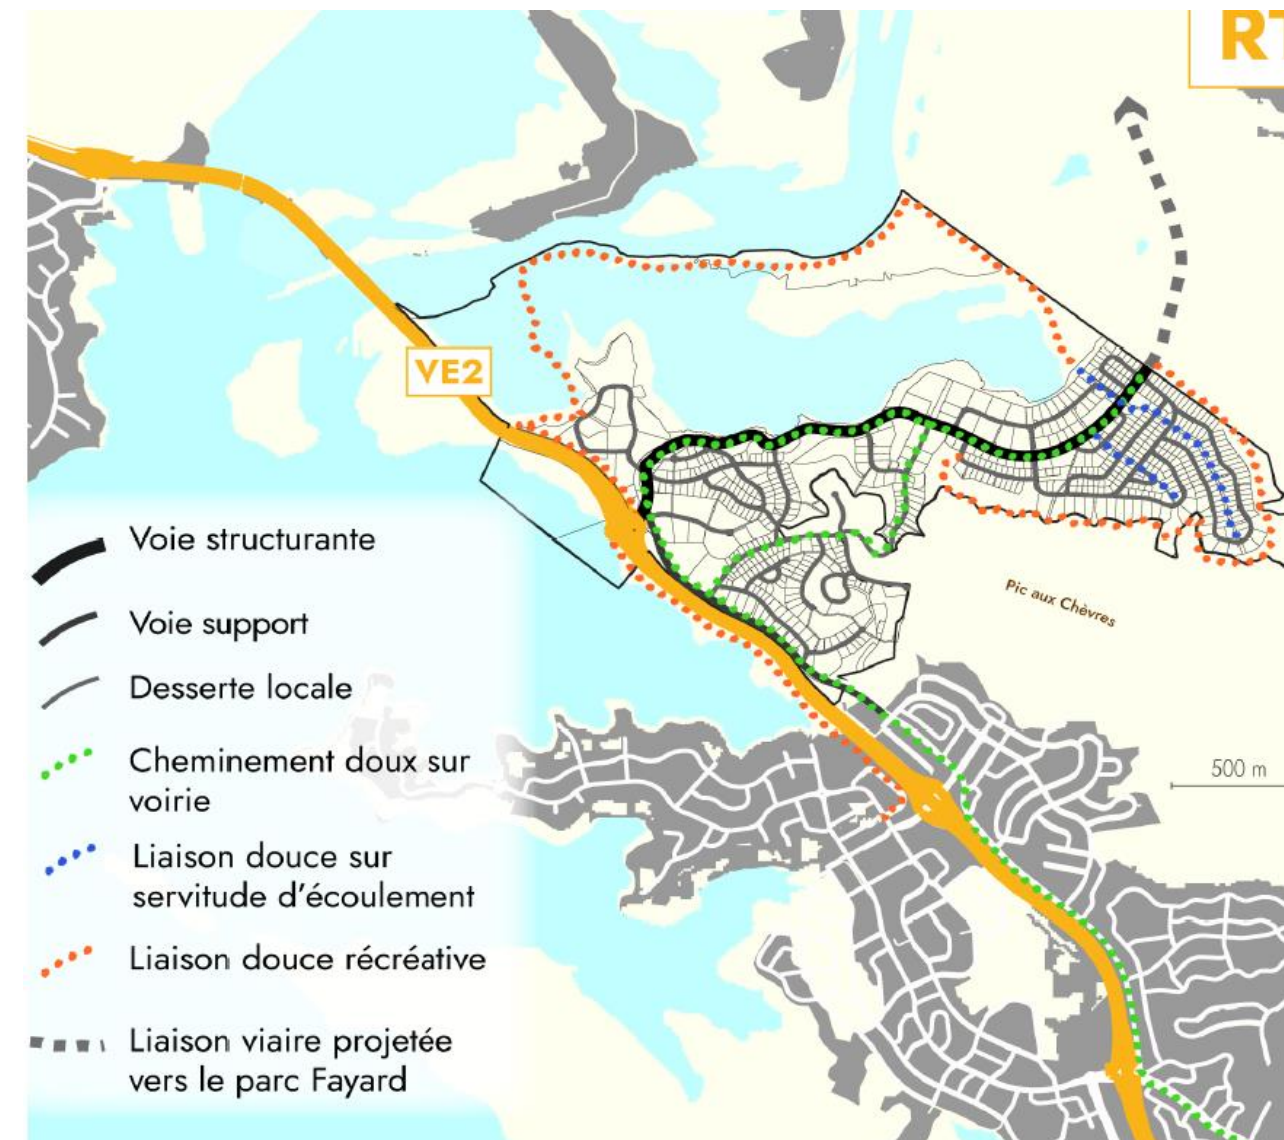 RT
VE2
Voie structurante
Voie support
Desserte locale
Cheminement doux sur
voirie
Liaison douce sur
servitude d'écoulement
Liaison douce récréative
Liaison viaire projetée
vers le parc Fayard
Pic aux Chèvres
500 m